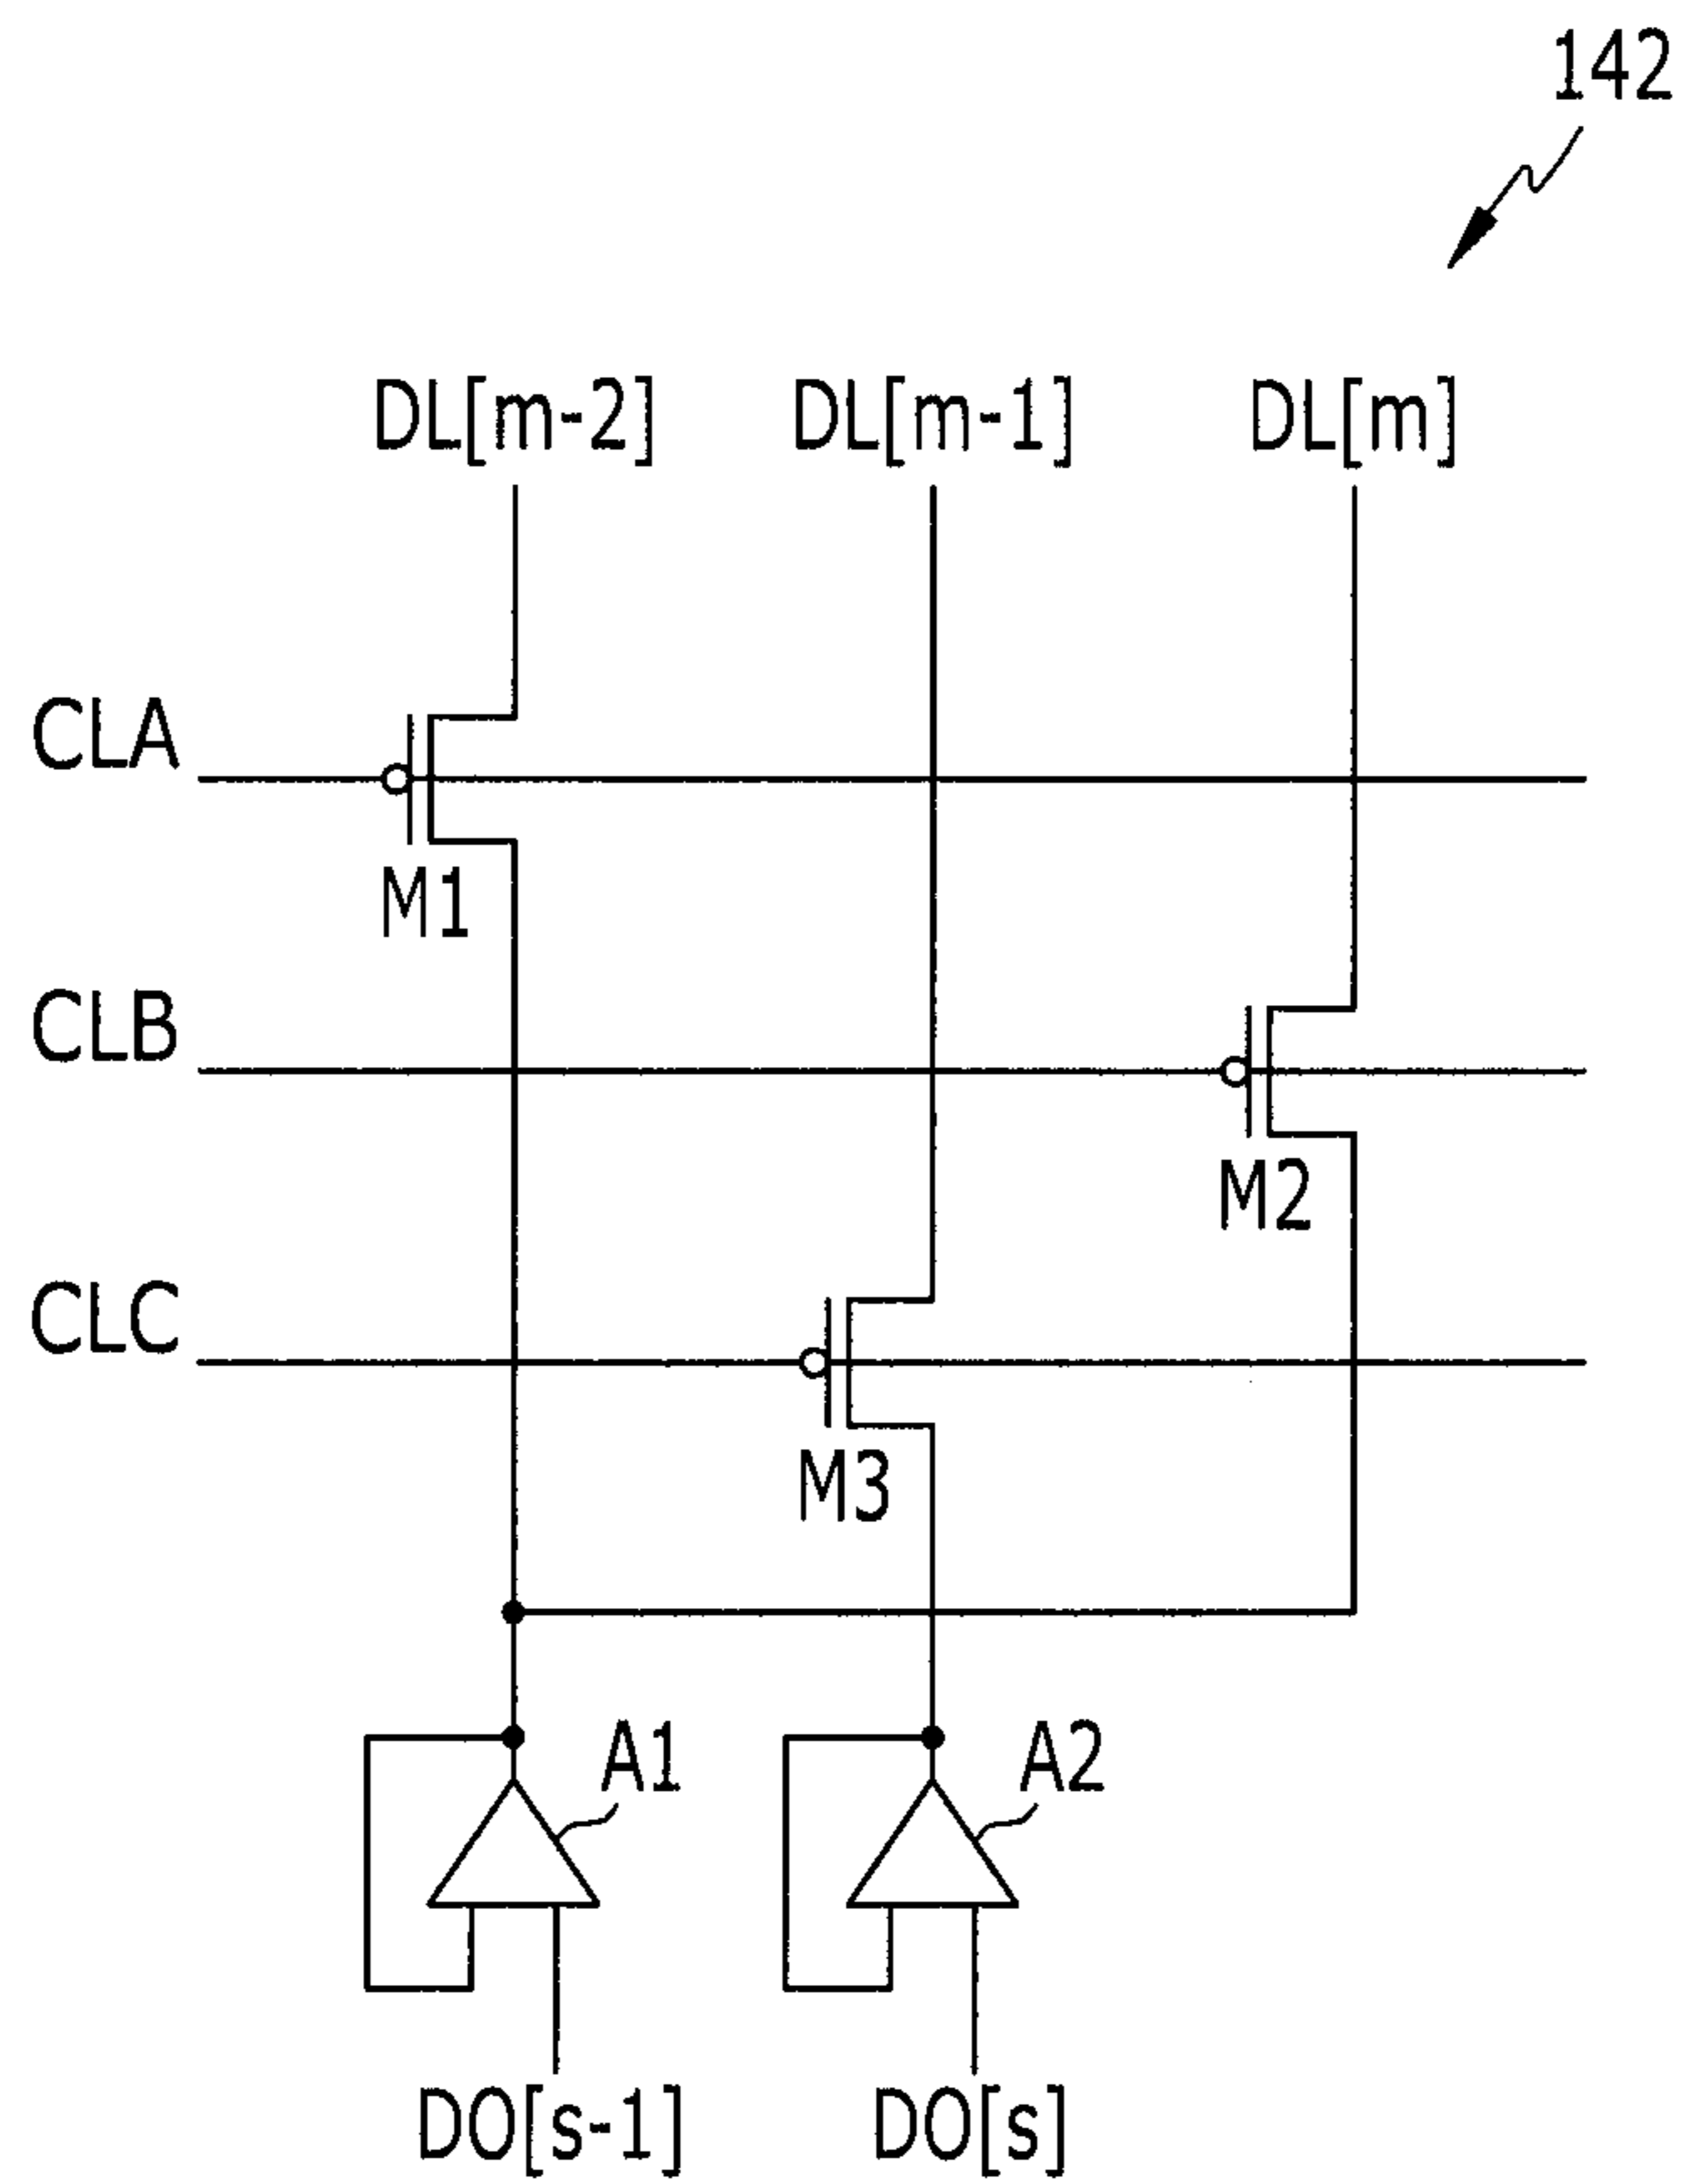 142
DL[m-2] DL[m-1] DL[m]
CLA
M1
CLB
M2
CLC
M3
A1 A2
DO[s-1] DO[s]